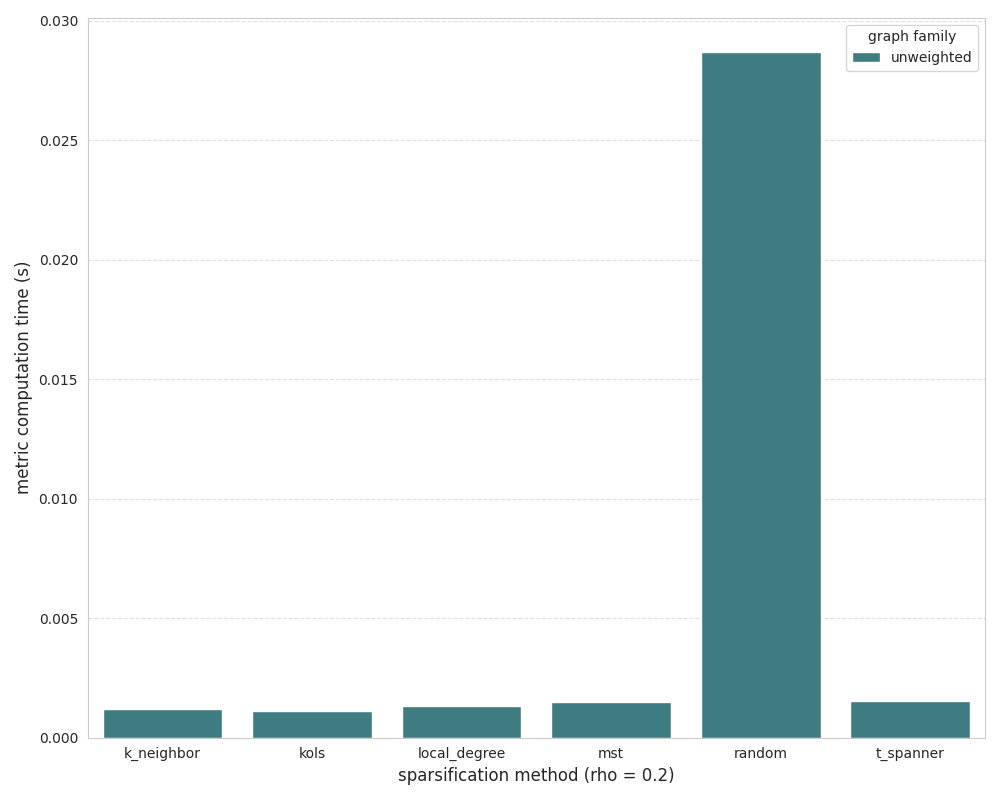 graph family
unweighted
metric computation time (s)
0.030
0.025
0.020
0.015
0.010
0.005
0.000
k_neighbor kols local_degree mst random t_spanner
sparsification method (rho = 0.2)